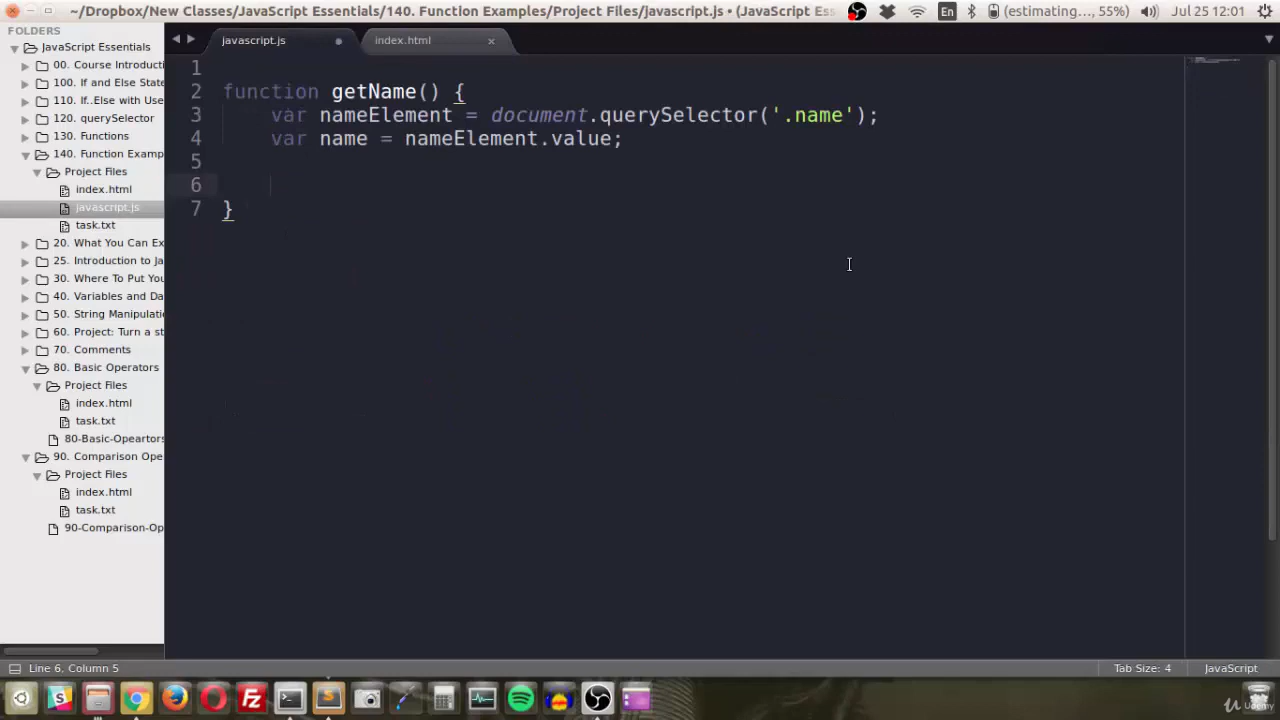 ~/Dropbox/New Classes/JavaScript Essentials/140. Function Examples/Project Files/javascript.js • (JavaScript Esse
En
(estimating..., 55%)
Jul 25 12:01
FOLDERS
JavaScript Essentials
00. Course Introducti
100. If and Else State
110. If..Else with Use
120. querySelector
130. Functions
140. Function Examp
Project Files
index.html
javascript.js
task.txt
20. What You Can Ex
25. Introduction to Ja
30. Where To Put You
40. Variables and Da
50. String Manipulatio
60. Project: Turn a st
70. Comments
80. Basic Operators
Project Files
index.html
task.txt
80-Basic-Opeartors
90. Comparison Ope
Project Files
index.html
task.txt
90-Comparison-Op
javascript.js
index.html
1
2 function getName() {
3 var nameElement = document.querySelector('.name');
4 var name = nameElement.value;
5
6
7 }
Line 6, Column 5
Tab Size: 4
JavaScript
Udemy